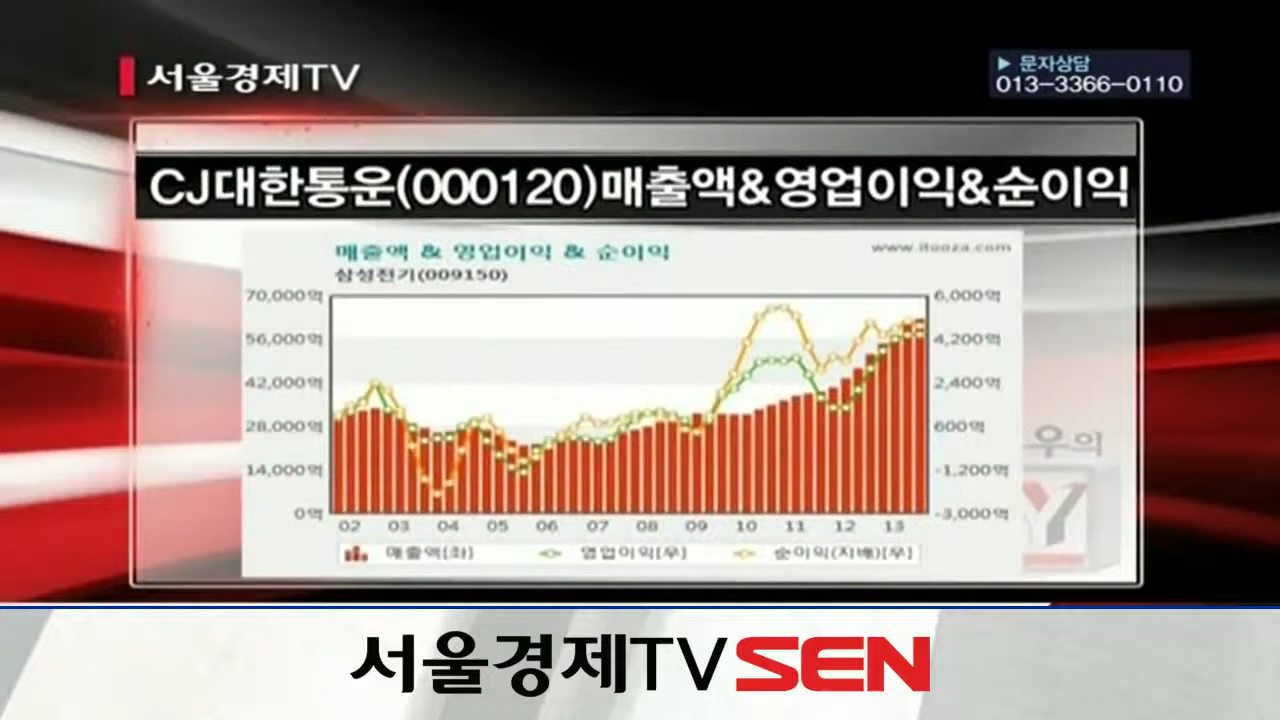 서울경제TV
▶ 문자상담
013-3366-0110
CJ대한통운(000120)매출액&영업이익&순이익
매출액 & 영업이익 & 순이익
www.itooza.com
삼성전기(009150)
70,000억
6,000억
56,000억
4,200억
42,000억
2,400억
28,000억
600억
우의
14,000억
-1,200억
0억
-3,000억
02 03 04 05 06 07 08 09 10 11 12 13
매출액[좌] 영업이익[우] 순이익(지배)[우]
서울경제TV SEN